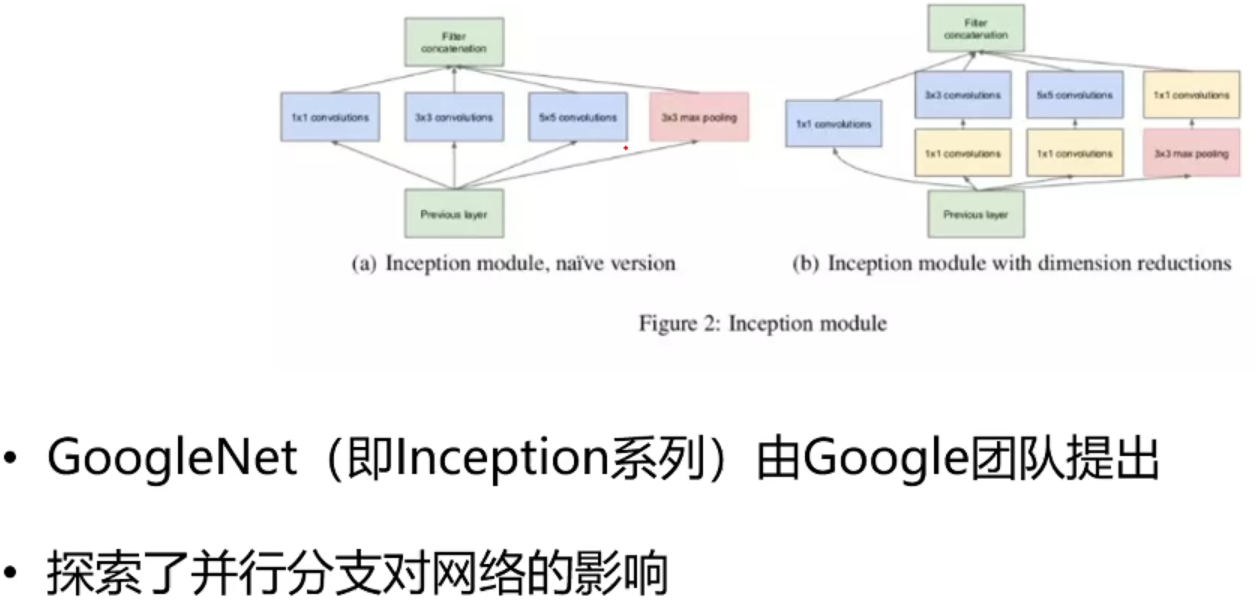 Filter
concatenation
1x1 convolutions
3x3 convolutions
5x5 convolutions
3x3 max pooling
Previous layer
(a) Inception module, naïve version
Filter
concatenation
1x1 convolutions
3x3 convolutions
5x5 convolutions
1x1 convolutions
1x1 convolutions
1x1 convolutions
3x3 max pooling
Previous layer
(b) Inception module with dimension reductions
Figure 2: Inception module
• GoogleNet（即Inception系列）由Google团队提出
• 探索了并行分支对网络的影响